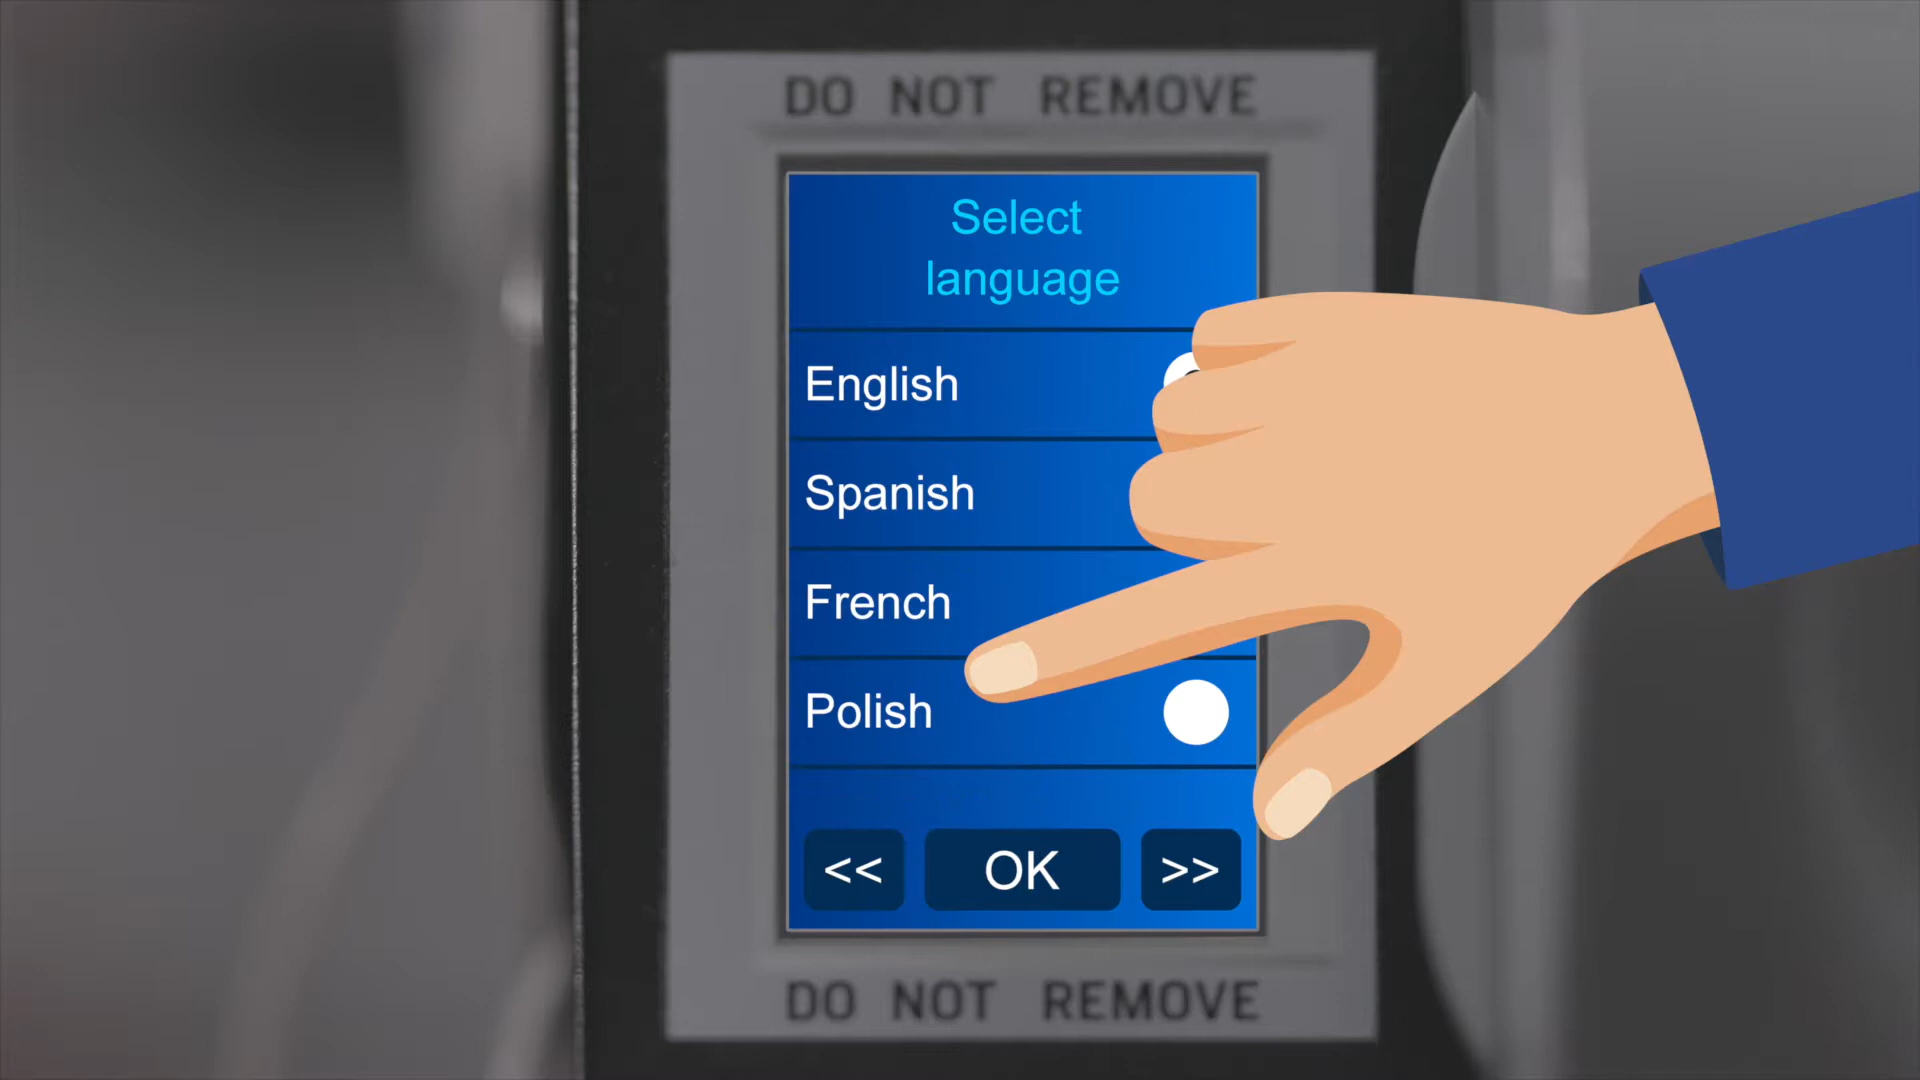 DO NOT REMOVE
Select
language
English
Spanish
French
Polish
<< OK >>
DO NOT REMOVE